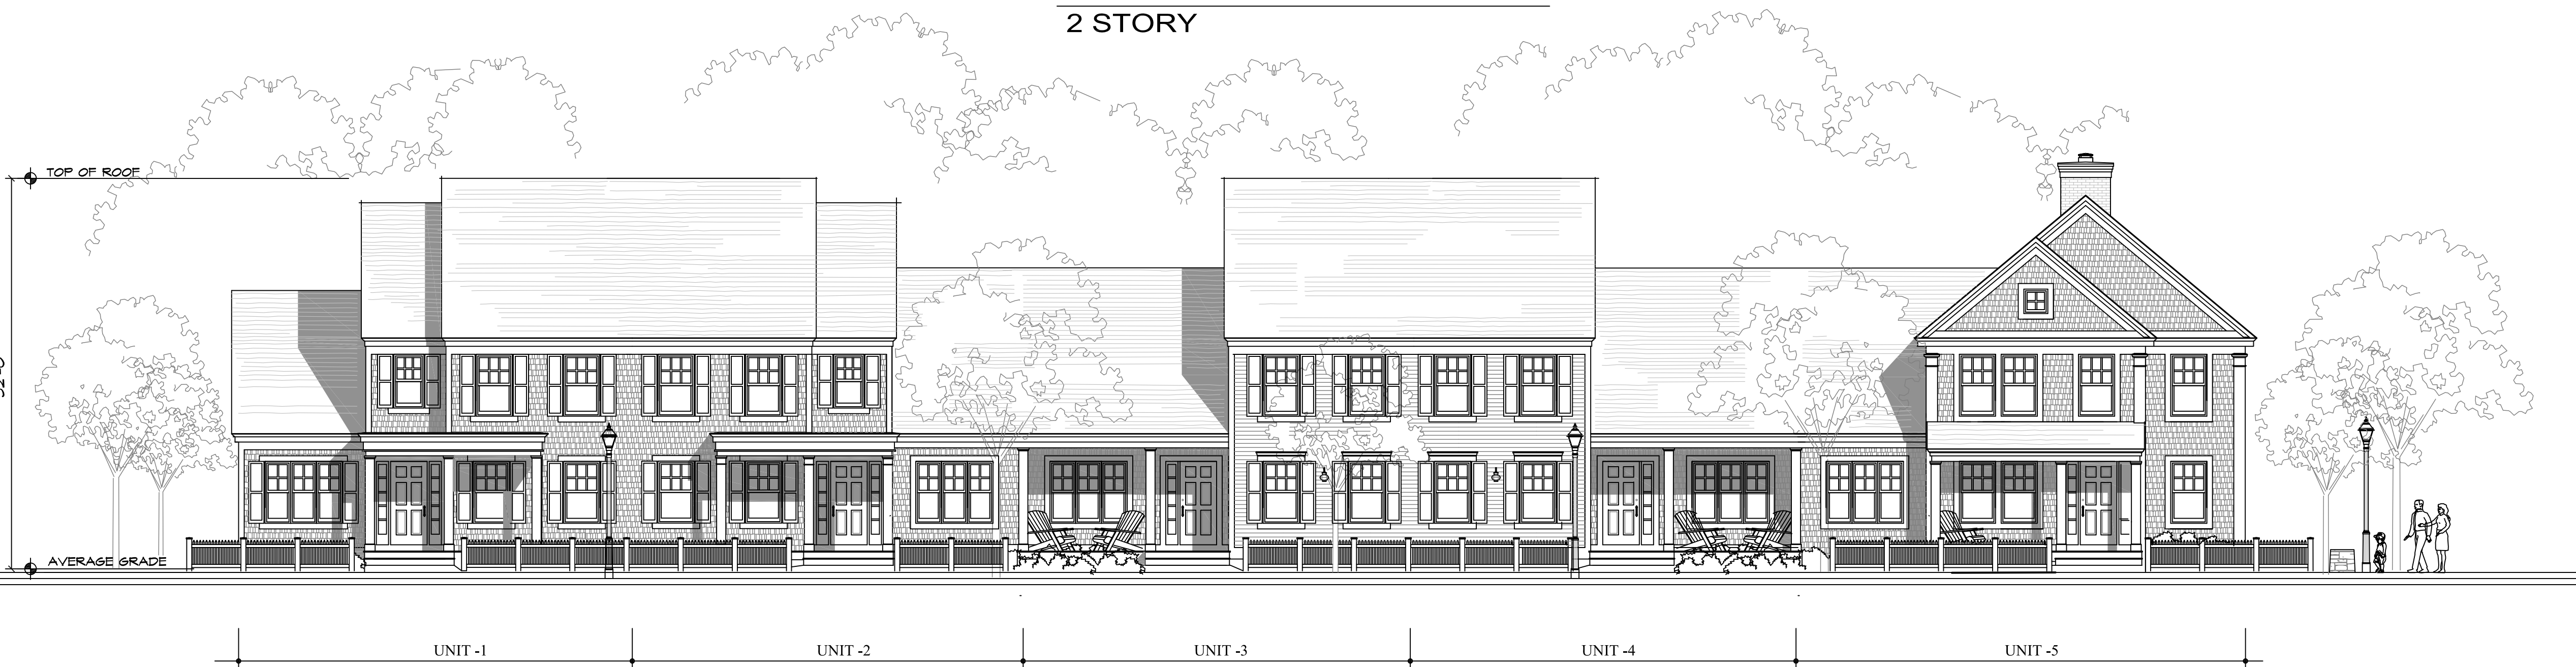 2 STORY
TOP OF ROOF
AVERAGE GRADE
UNIT -1
UNIT -2
UNIT -3
UNIT -4
UNIT -5